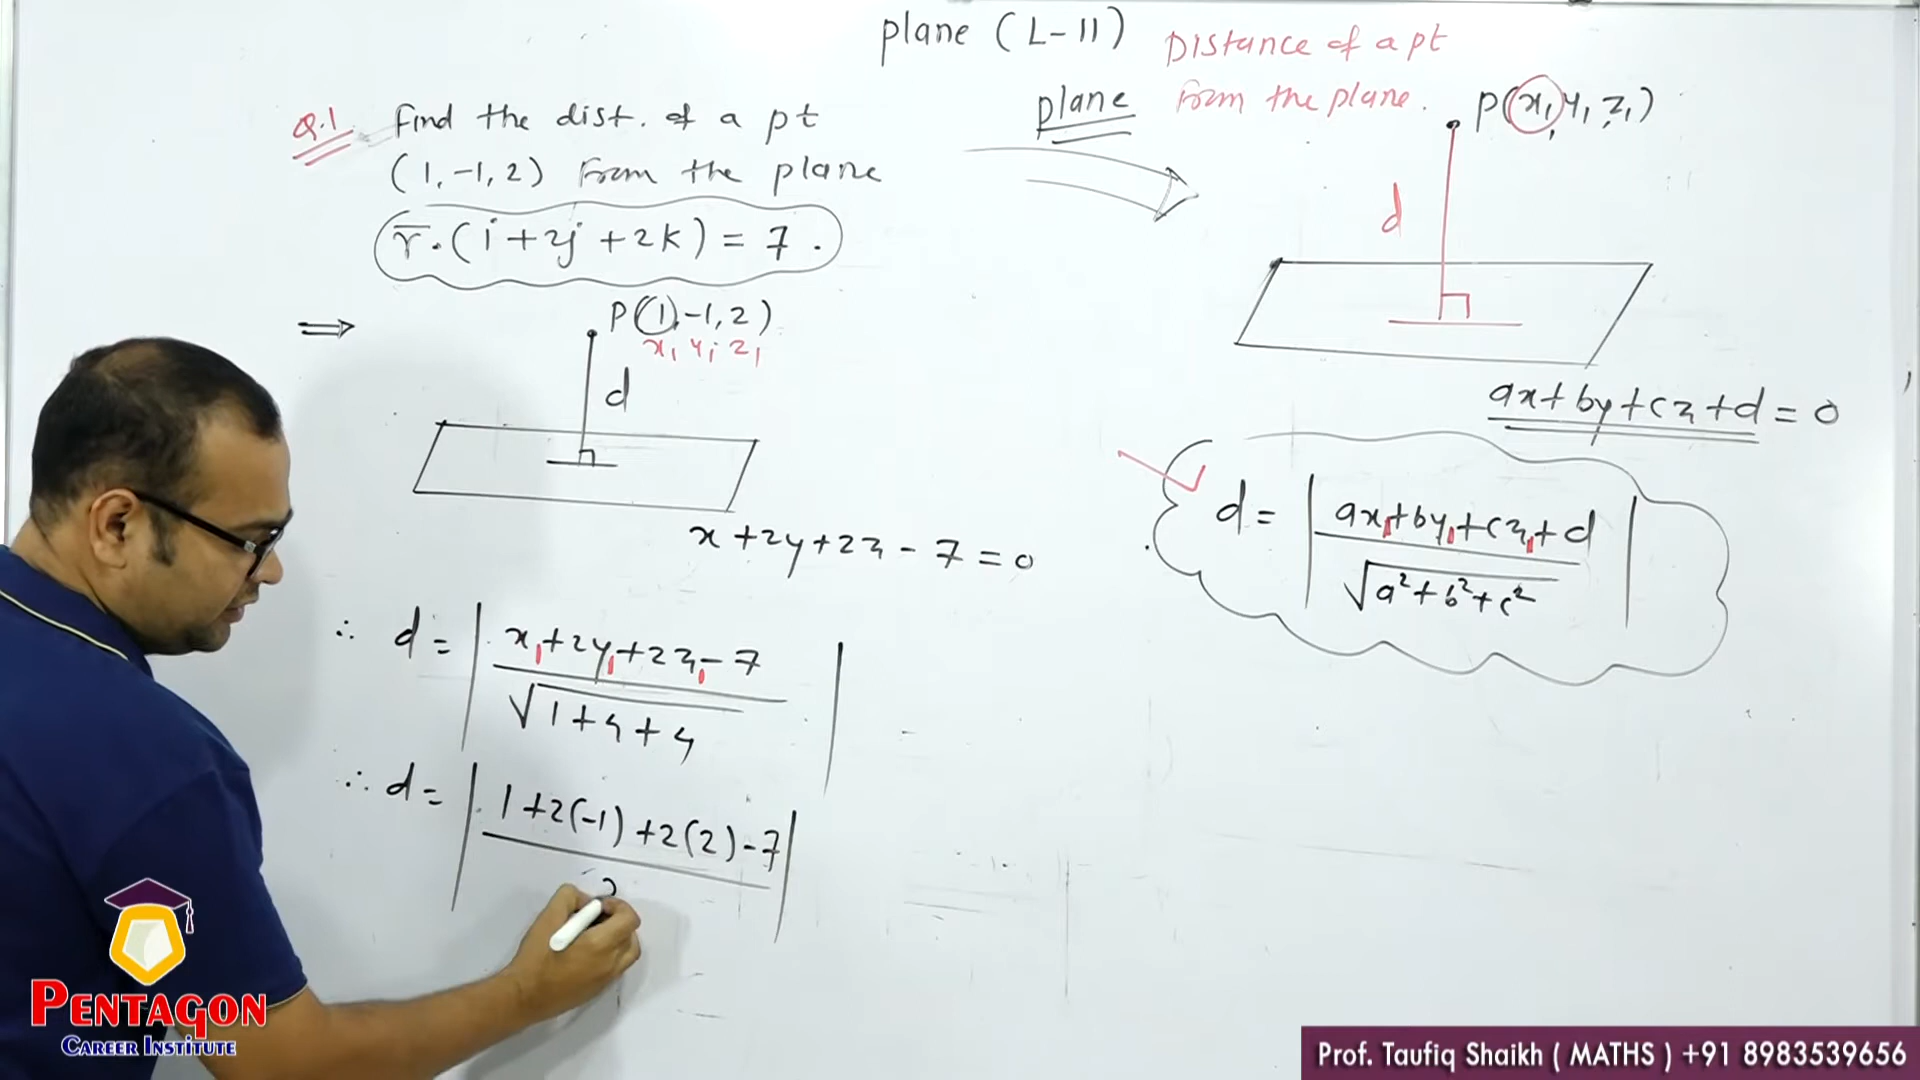 plane (L-11)
Distance of a pt
from the plane.
plane
P(x₁, y₁, z₁)
d
ax+by+cz+d=0
d = | ax₁+by₁+cz₁+d / √a²+b²+c² |
Q.1 Find the dist. of a pt
(1,-1,2) from the plane
r̅.(i+2j+2k) = 7.
⇒
P(1,-1,2)
x₁ y₁ z₁
d
x+2y+2z-7=0
∴ d = | x₁+2y₁+2z₁-7 / √1+4+4 |
∴ d = | 1+2(-1)+2(2)-7 |
PENTAGON
CAREER INSTITUTE
Prof. Taufiq Shaikh ( MATHS ) +91 8983539656